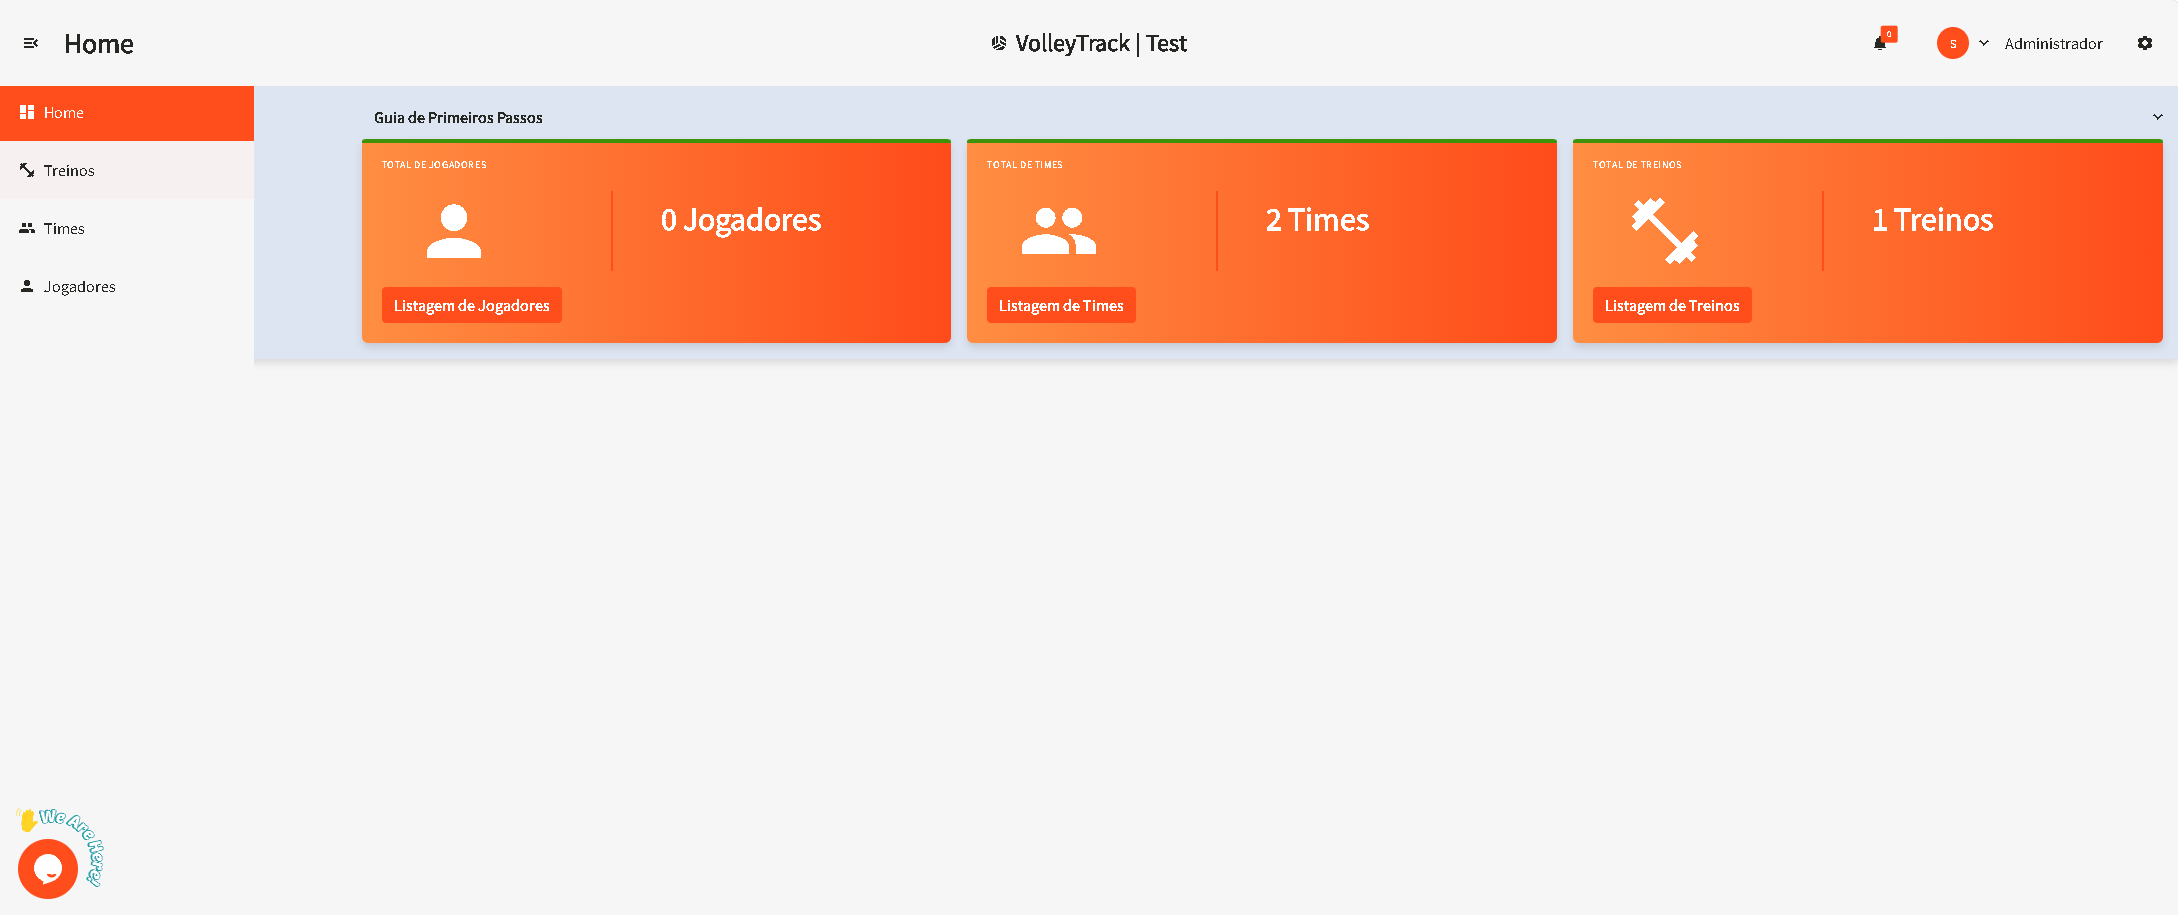 Home
VolleyTrack | Test
0
S
Administrador
Home
Treinos
Times
Jogadores
Guia de Primeiros Passos
TOTAL DE JOGADORES
0 Jogadores
Listagem de Jogadores
TOTAL DE TIMES
2 Times
Listagem de Times
TOTAL DE TREINOS
1 Treinos
Listagem de Treinos
We Are Here!